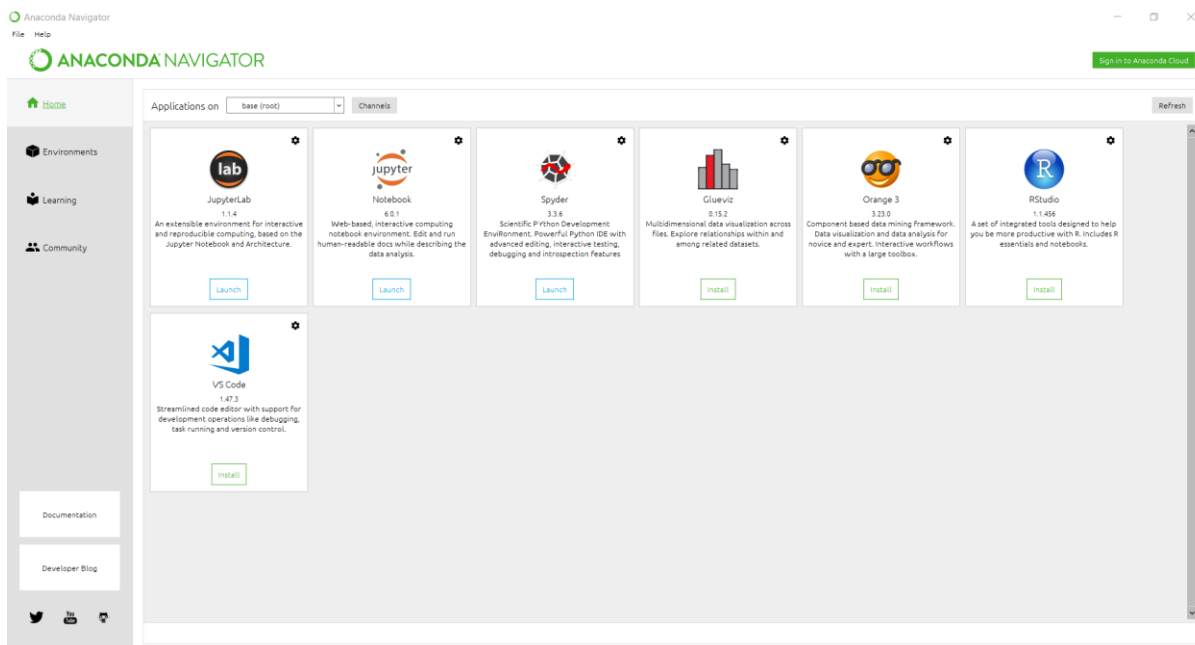 Anaconda Navigator
File Help
ANACONDA NAVIGATOR
Sign in to Anaconda Cloud
Home
Environments
Learning
Community
Documentation
Developer Blog
You
Tube
Applications on base (root) Channels Refresh
lab
JupyterLab
1.1.4
An extensible environment for interactive
and reproducible computing, based on the
Jupyter Notebook and Architecture.
Launch
jupyter
Notebook
6.0.1
Web-based, interactive computing
notebook environment. Edit and run
human-readable docs while describing the
data analysis.
Launch
Spyder
3.3.6
Scientific PYthon Development
EnviRonment. Powerful Python IDE with
advanced editing, interactive testing,
debugging and introspection features
Launch
Glueviz
0.15.2
Multidimensional data visualization across
files. Explore relationships within and
among related datasets.
Install
Orange 3
3.23.0
Component based data mining framework.
Data visualization and data analysis for
novice and expert. Interactive workflows
with a large toolbox.
Install
R
RStudio
1.1.456
A set of integrated tools designed to help
you be more productive with R. Includes R
essentials and notebooks.
Install
VS Code
1.47.3
Streamlined code editor with support for
development operations like debugging,
task running and version control.
Install